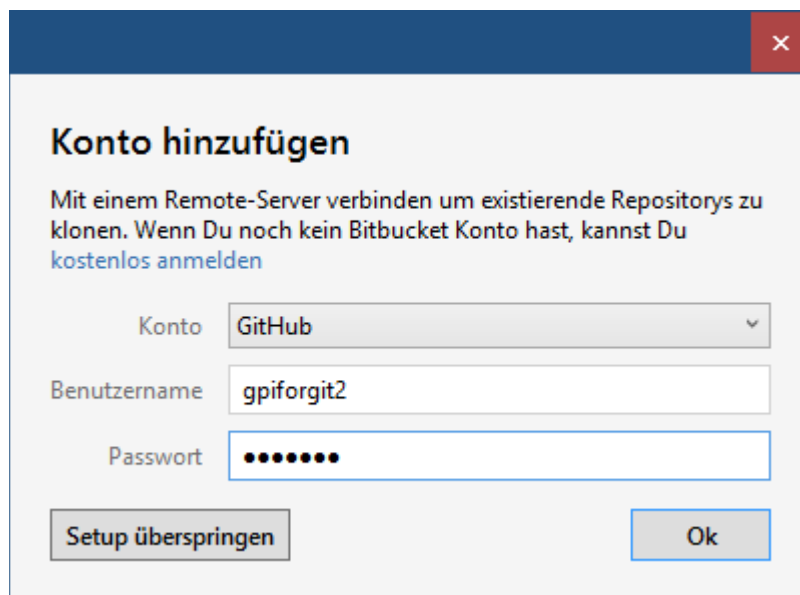 Konto hinzufügen
Mit einem Remote-Server verbinden um existierende Repositorys zu
klonen. Wenn Du noch kein Bitbucket Konto hast, kannst Du
kostenlos anmelden
Konto GitHub
Benutzername gpiforgit2
Passwort •••••••
Setup überspringen Ok